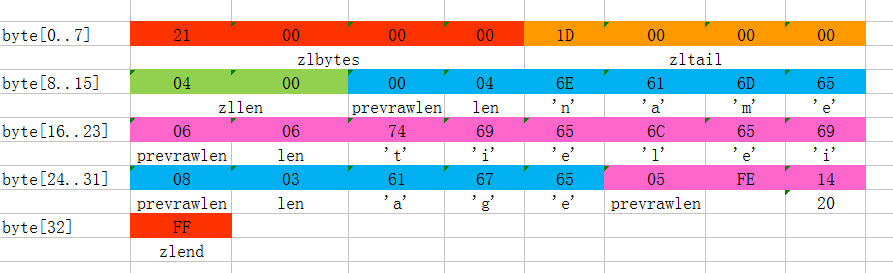 byte[0..7] 21 00 00 00 1D 00 00 00
zlbytes zltail
byte[8..15] 04 00 00 04 6E 61 6D 65
zllen prevrawlen len 'n' 'a' 'm' 'e'
byte[16..23] 06 06 74 69 65 6C 65 69
prevrawlen len 't' 'i' 'e' 'l' 'e' 'i'
byte[24..31] 08 03 61 67 65 05 FE 14
prevrawlen len 'a' 'g' 'e' prevrawlen 20
byte[32] FF
zlend